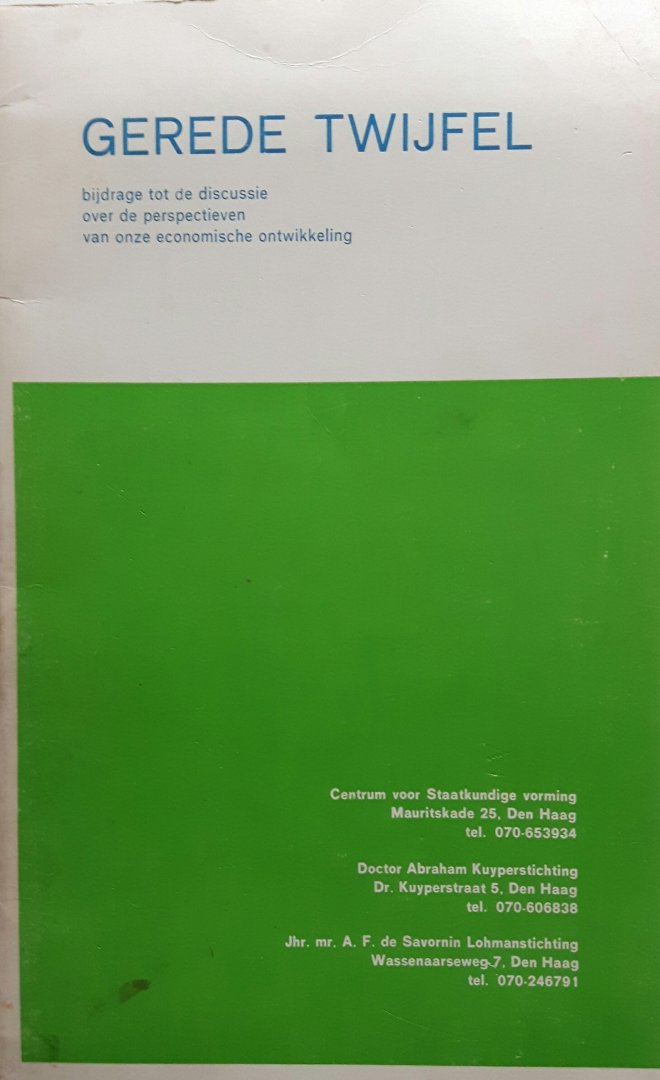 GEREDE TWIJFEL
bijdrage tot de discussie
over de perspectieven
van onze economische ontwikkeling
Centrum voor Staatkundige vorming
Mauritskade 25, Den Haag
tel. 070-653934
Doctor Abraham Kuyperstichting
Dr. Kuyperstraat 5, Den Haag
tel. 070-606838
Jhr. mr. A. F. de Savornin Lohmanstichting
Wassenaarseweg 7, Den Haag
tel. 070-246791